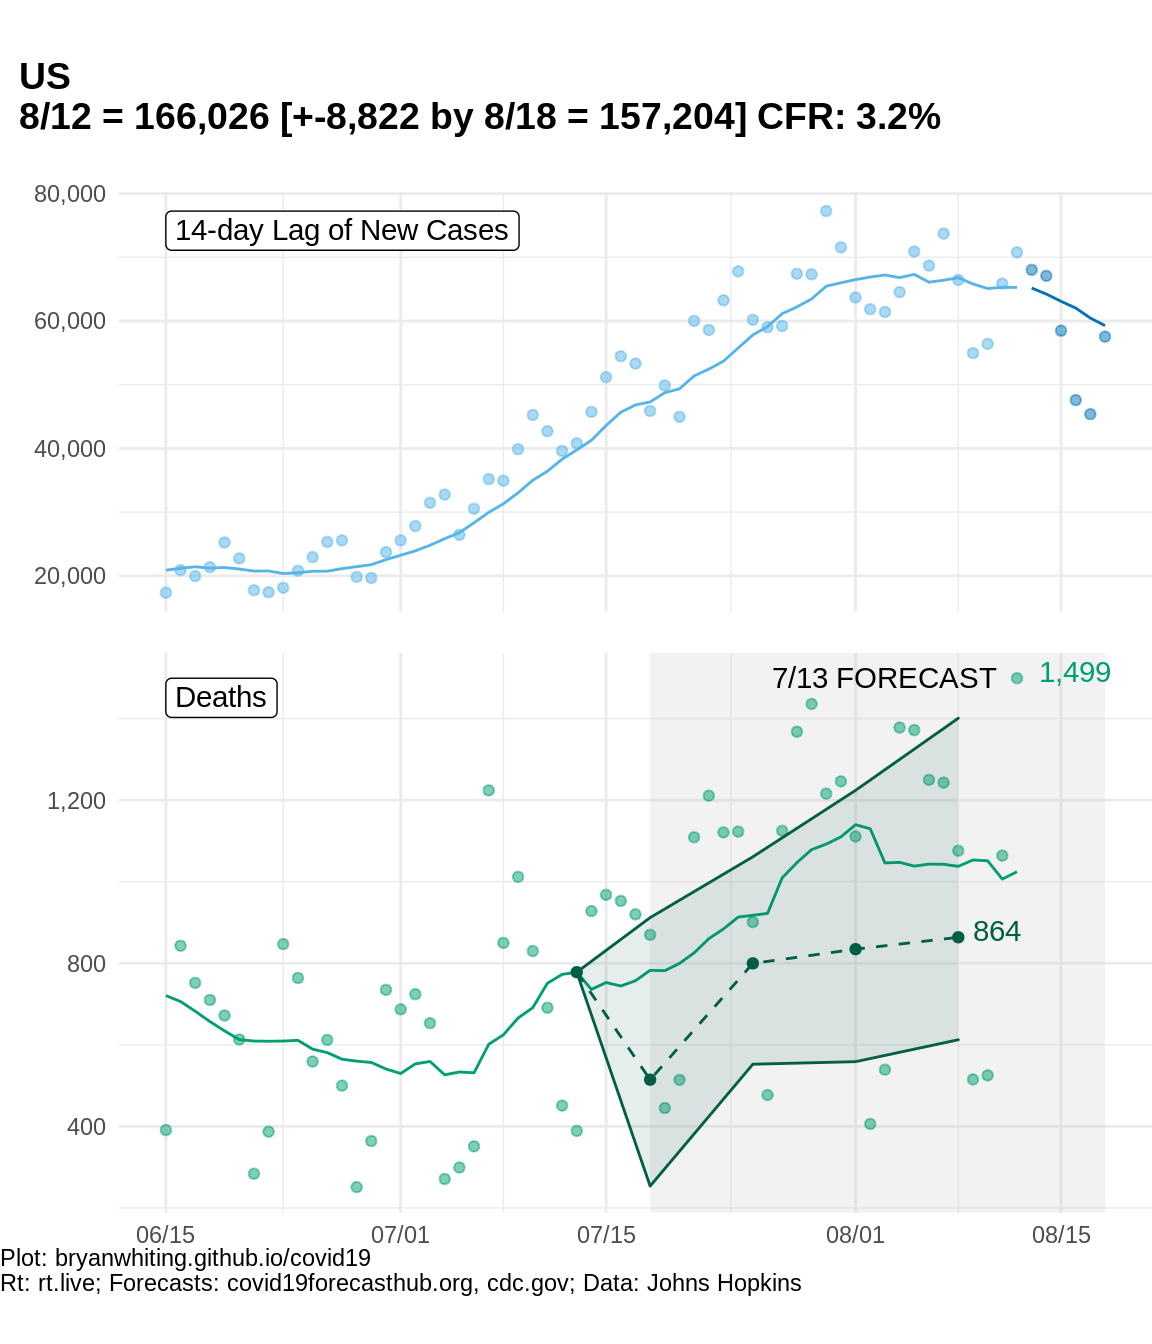 US
8/12 = 166,026 [+-8,822 by 8/18 = 157,204] CFR: 3.2%
80,000
14-day Lag of New Cases
60,000
40,000
20,000
7/13 FORECAST
1,499
Deaths
1,200
864
800
400
06/15
07/01
07/15
08/01
08/15
Plot: bryanwhiting.github.io/covid19
Rt: rt.live; Forecasts: covid19forecasthub.org, cdc.gov; Data: Johns Hopkins